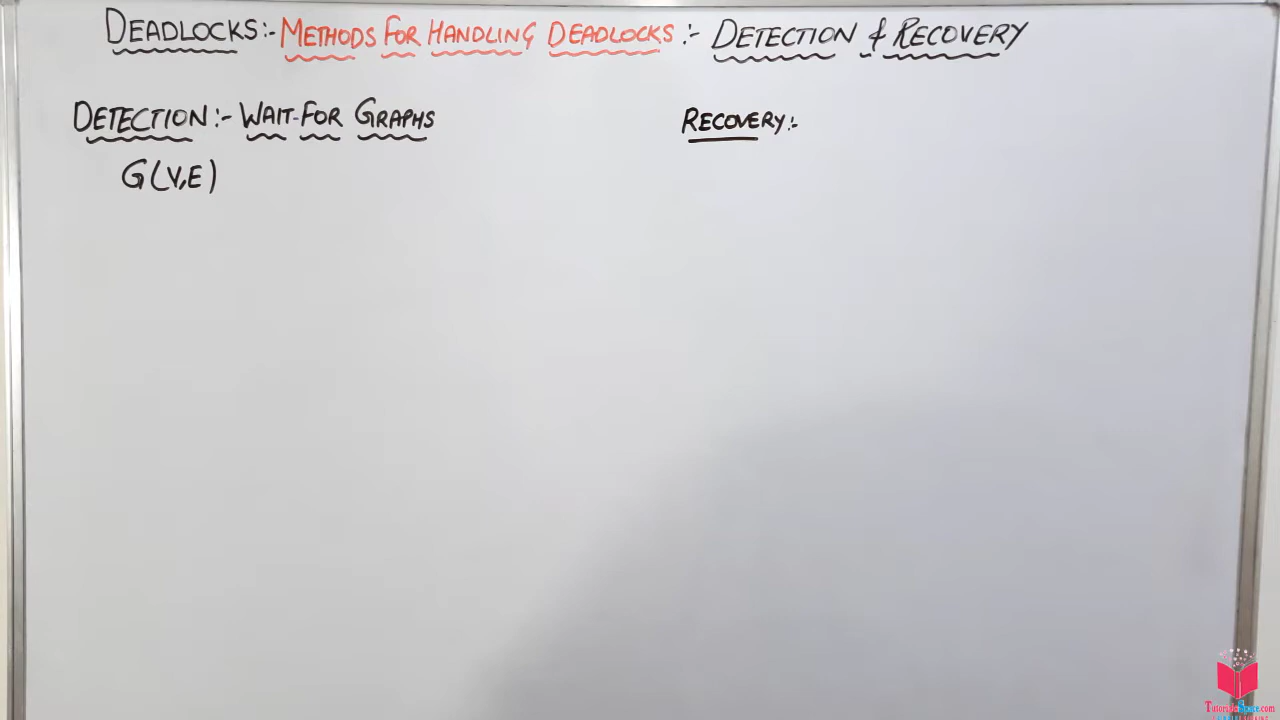 DEADLOCKS:- METHODS FOR HANDLING DEADLOCKS:- DETECTION & RECOVERY
DETECTION:- WAIT-FOR GRAPHS
RECOVERY:-
G(V,E)